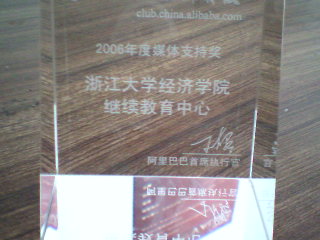 club.china.alibaba.com
2006年度媒体支持奖
浙江大学经济学院
继续教育中心
阿里巴巴首席执行官